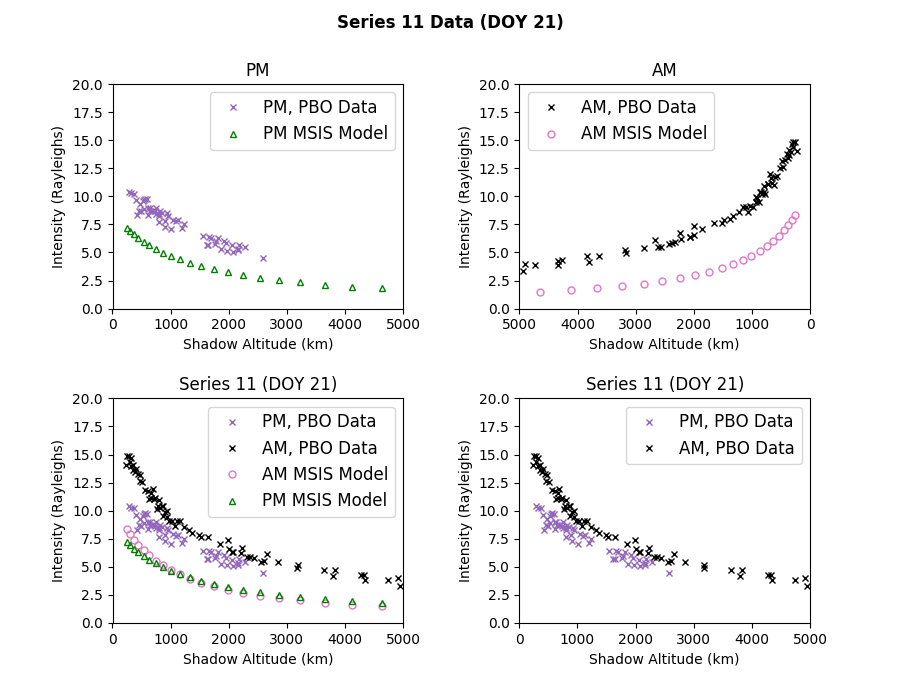 Series 11 Data (DOY 21)
PM
20.0
17.5
15.0
12.5
10.0
7.5
5.0
2.5
0.0
Intensity (Rayleighs)
PM, PBO Data
PM MSIS Model
0 1000 2000 3000 4000 5000
Shadow Altitude (km)
AM
20.0
17.5
15.0
12.5
10.0
7.5
5.0
2.5
0.0
Intensity (Rayleighs)
AM, PBO Data
AM MSIS Model
5000 4000 3000 2000 1000 0
Shadow Altitude (km)
Series 11 (DOY 21)
20.0
17.5
15.0
12.5
10.0
7.5
5.0
2.5
0.0
Intensity (Rayleighs)
PM, PBO Data
AM, PBO Data
AM MSIS Model
PM MSIS Model
0 1000 2000 3000 4000 5000
Shadow Altitude (km)
Series 11 (DOY 21)
20.0
17.5
15.0
12.5
10.0
7.5
5.0
2.5
0.0
Intensity (Rayleighs)
PM, PBO Data
AM, PBO Data
0 1000 2000 3000 4000 5000
Shadow Altitude (km)